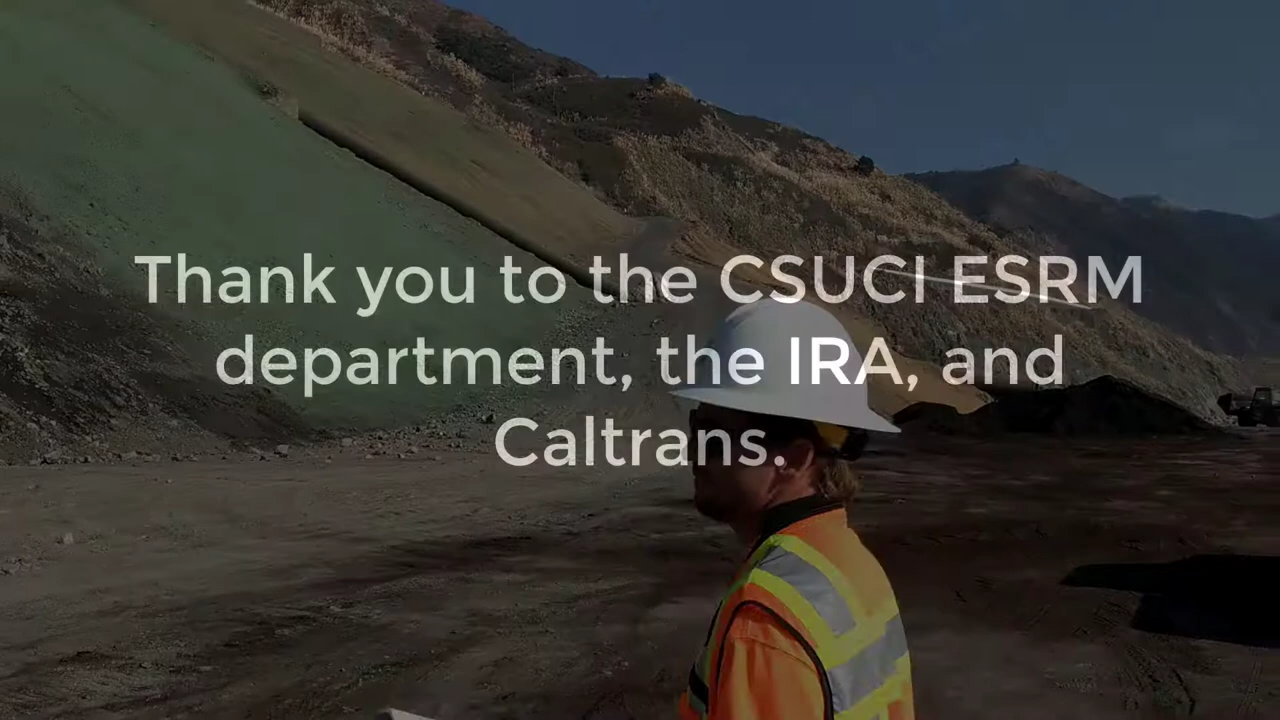 Thank you to the CSUCI ESRM
department, the IRA, and
Caltrans.